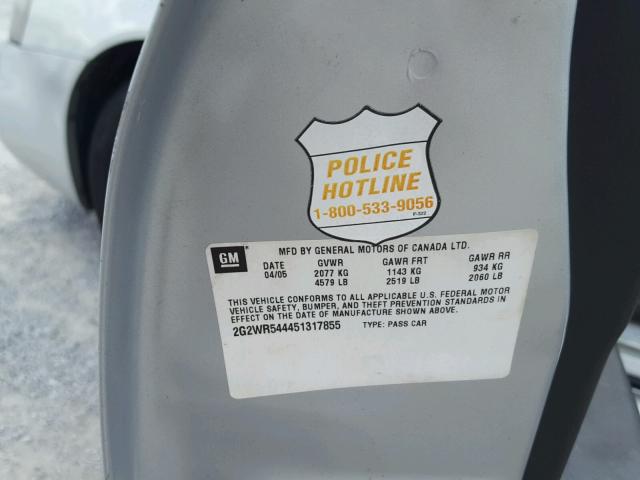 POLICE
HOTLINE
1-800-533-9056
P-522
GM
MFD BY GENERAL MOTORS OF CANADA LTD.
DATE GVWR GAWR FRT GAWR RR
04/05 2077 KG 1143 KG 934 KG
4579 LB 2519 LB 2060 LB
THIS VEHICLE CONFORMS TO ALL APPLICABLE U.S. FEDERAL MOTOR
VEHICLE SAFETY, BUMPER, AND THEFT PREVENTION STANDARDS IN
EFFECT ON THE DATE OF MANUFACTURE SHOWN ABOVE.
2G2WR544451317855 TYPE: PASS CAR